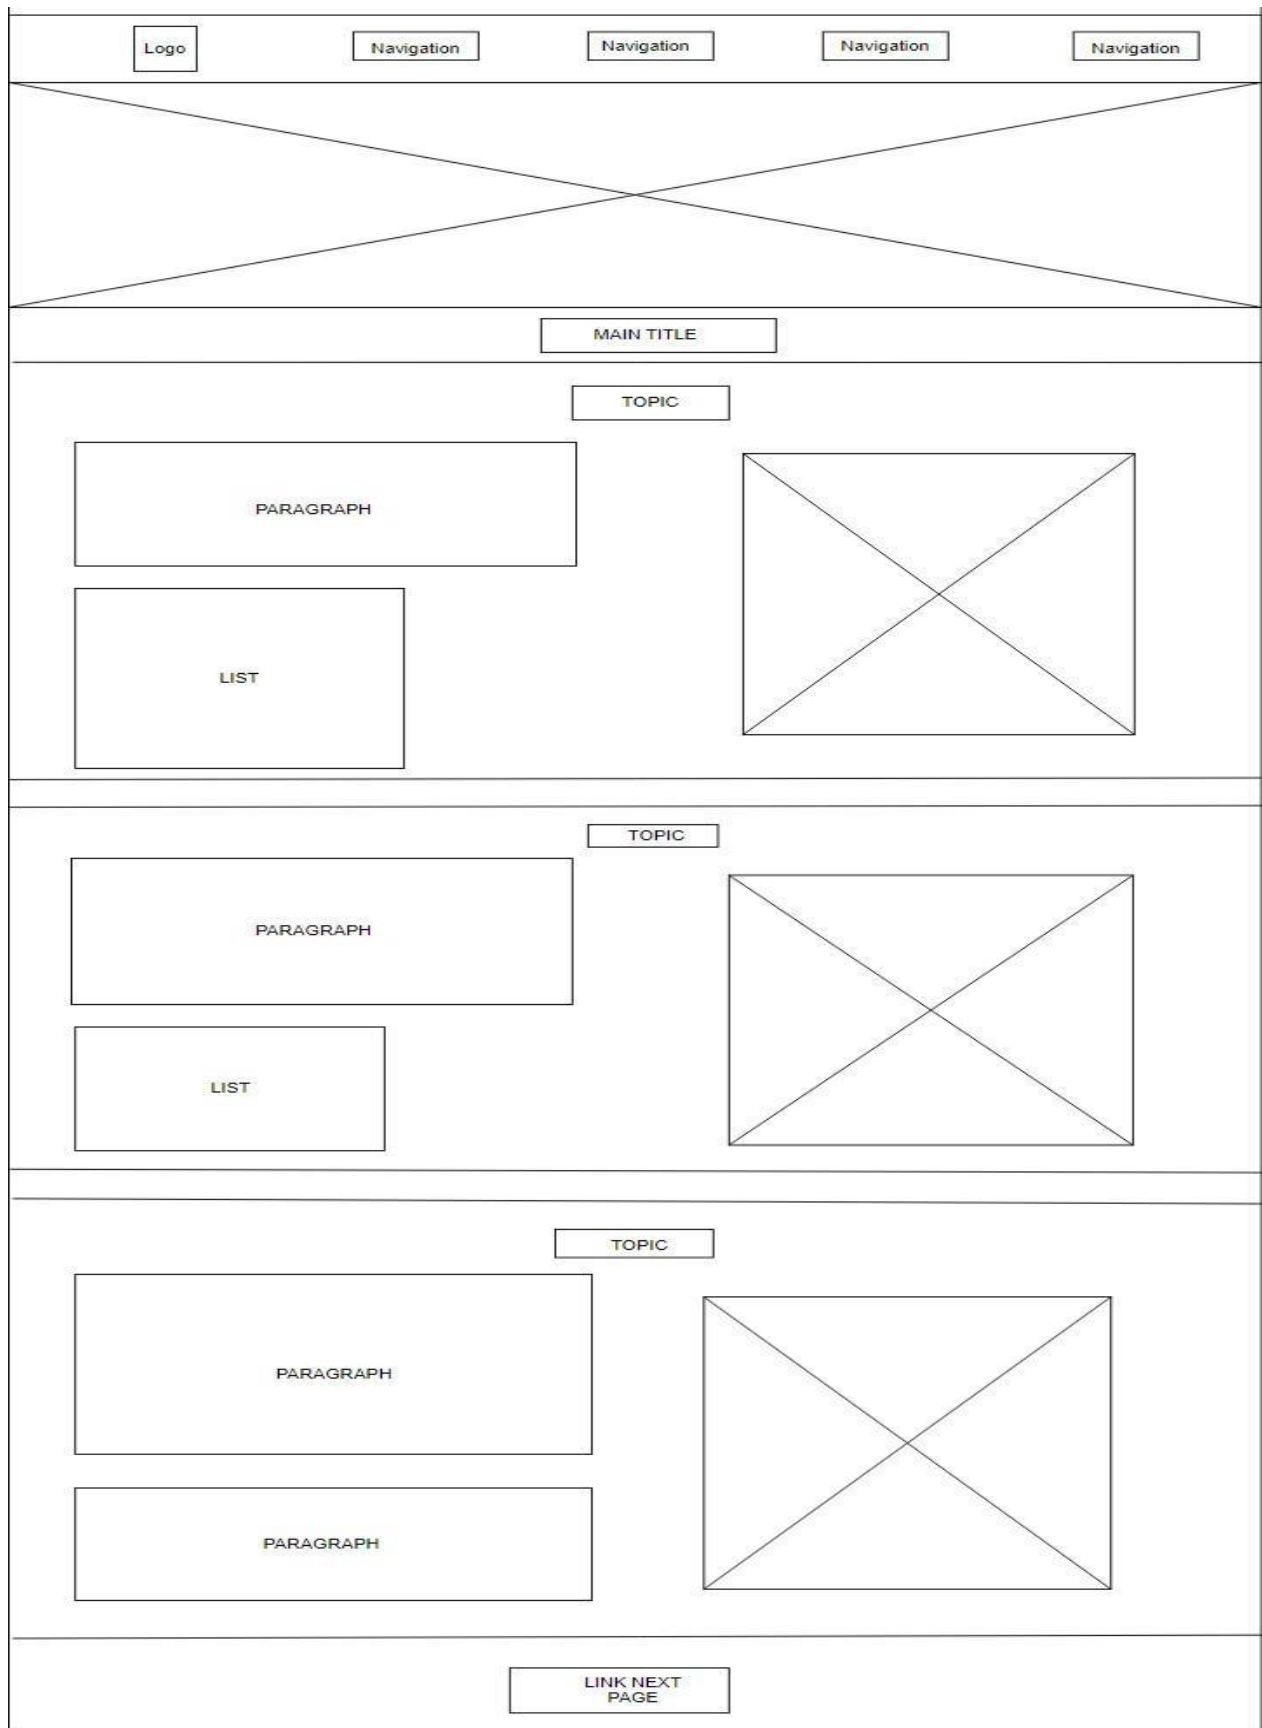 Logo
Navigation
Navigation
Navigation
Navigation
MAIN TITLE
TOPIC
PARAGRAPH
LIST
TOPIC
PARAGRAPH
LIST
TOPIC
PARAGRAPH
PARAGRAPH
LINK NEXT
PAGE